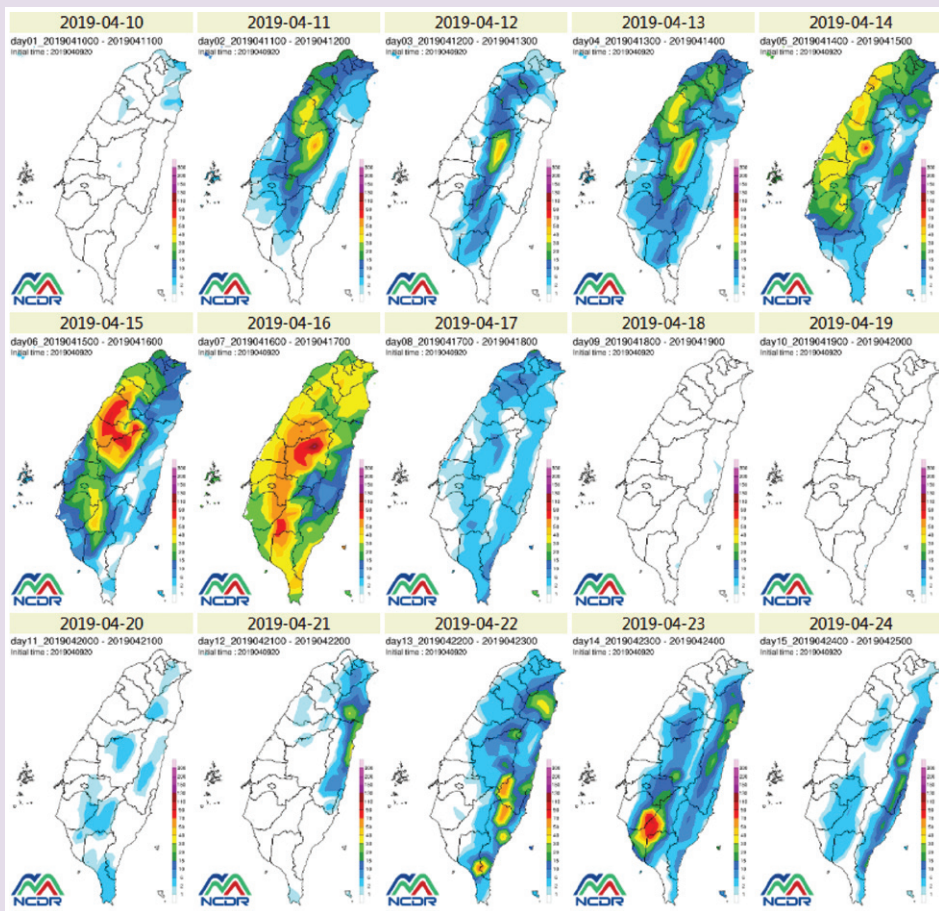 2019-04-10
2019-04-11
2019-04-12
2019-04-13
2019-04-14
day01_2019041000 - 2019041100
Initial time : 2019040920
day02_2019041100 - 2019041200
Initial time : 2019040920
day03_2019041200 - 2019041300
Initial time : 2019040920
day04_2019041300 - 2019041400
Initial time : 2019040920
day05_2019041400 - 2019041500
Initial time : 2019040920
NCDR
NCDR
NCDR
NCDR
NCDR
2019-04-15
2019-04-16
2019-04-17
2019-04-18
2019-04-19
day06_2019041500 - 2019041600
Initial time : 2019040920
day07_2019041600 - 2019041700
Initial time : 2019040920
day08_2019041700 - 2019041800
Initial time : 2019040920
day09_2019041800 - 2019041900
Initial time : 2019040920
day10_2019041900 - 2019042000
Initial time : 2019040920
NCDR
NCDR
NCDR
NCDR
NCDR
2019-04-20
2019-04-21
2019-04-22
2019-04-23
2019-04-24
day11_2019042000 - 2019042100
Initial time : 2019040920
day12_2019042100 - 2019042200
Initial time : 2019040920
day13_2019042200 - 2019042300
Initial time : 2019040920
day14_2019042300 - 2019042400
Initial time : 2019040920
day15_2019042400 - 2019042500
Initial time : 2019040920
NCDR
NCDR
NCDR
NCDR
NCDR